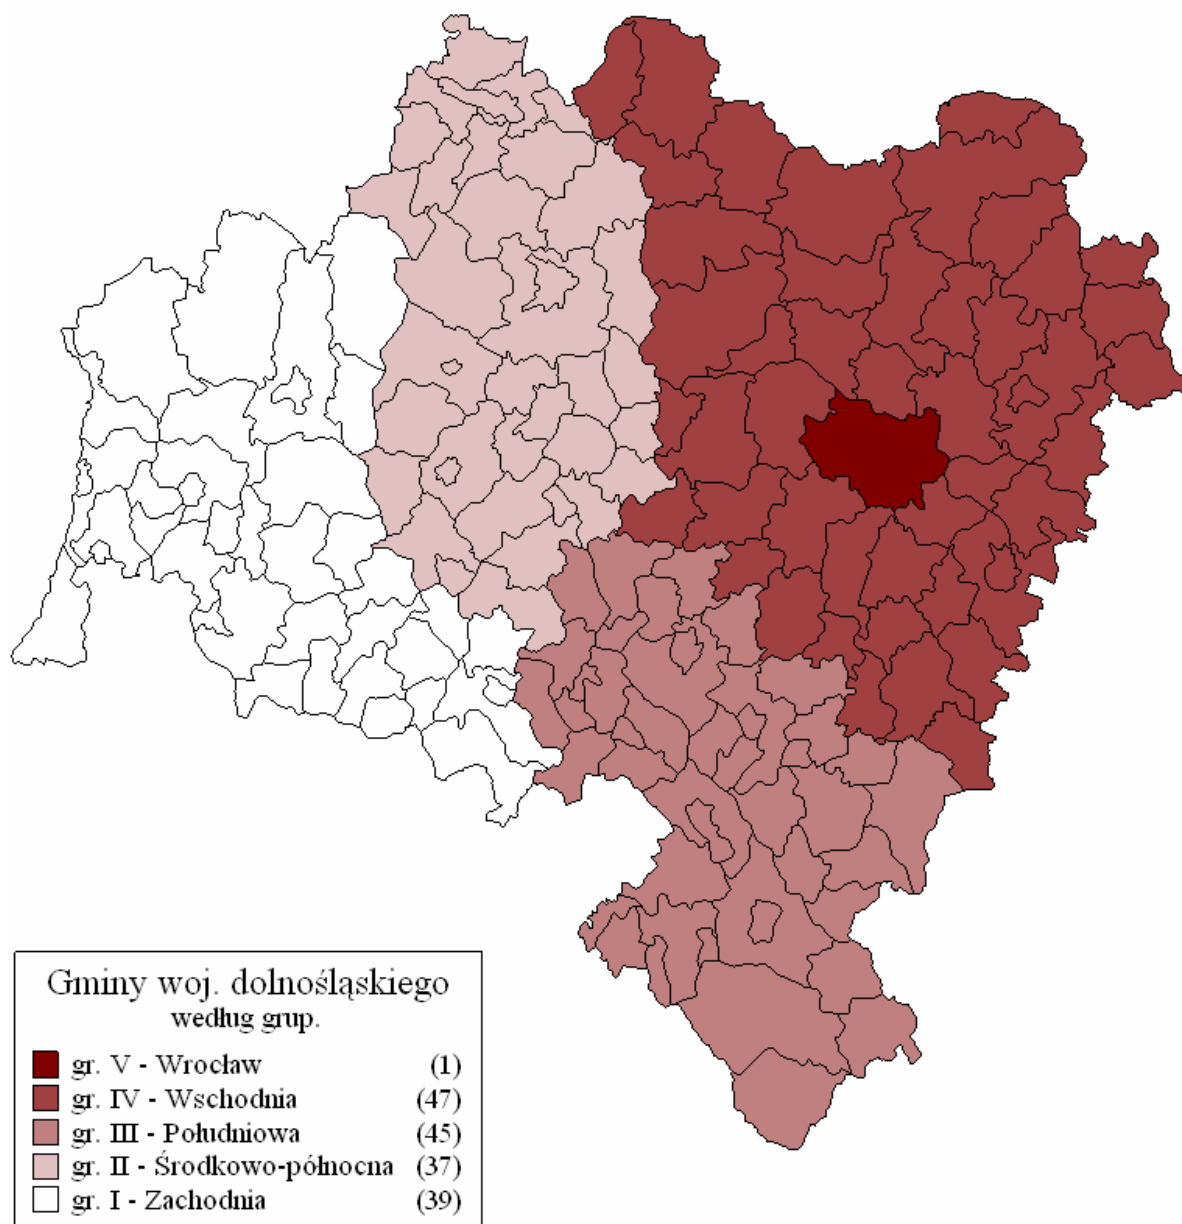 Gminy woj. dolnośląskiego
według grup.
gr. V - Wrocław (1)
gr. IV - Wschodnia (47)
gr. III - Południowa (45)
gr. II - Środkowo-północna (37)
gr. I - Zachodnia (39)